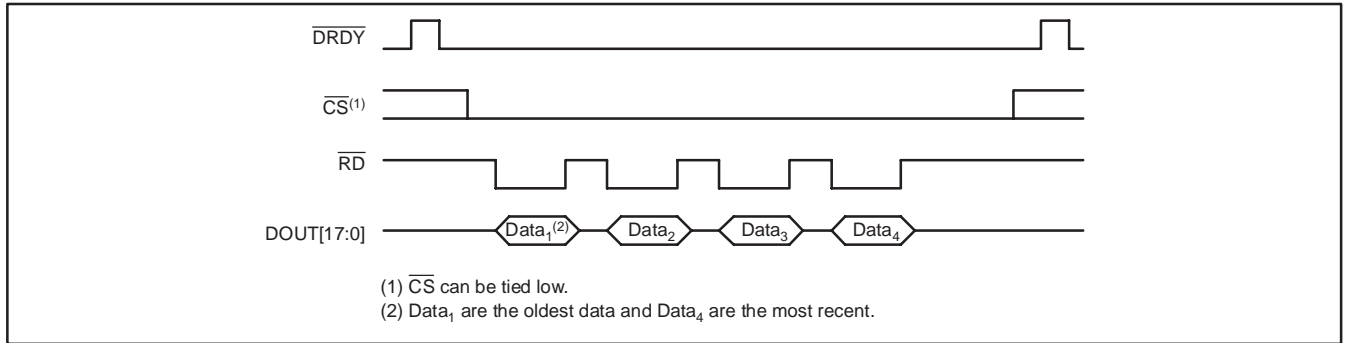 DRDY
CS(1)
RD
DOUT[17:0]
Data1(2) Data2 Data3 Data4
(1) CS can be tied low.
(2) Data1 are the oldest data and Data4 are the most recent.